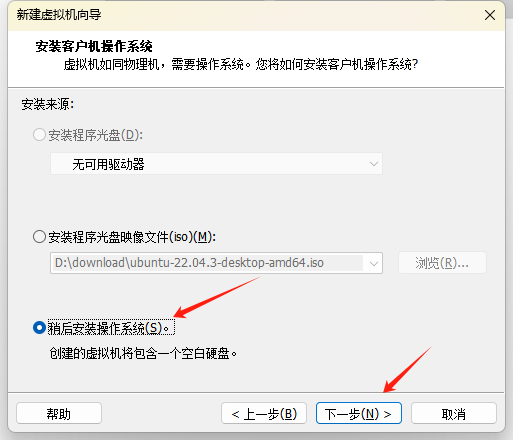 新建虚拟机向导
安装客户机操作系统
虚拟机如同物理机，需要操作系统。您将如何安装客户机操作系统?
安装来源:
安装程序光盘(D):
无可用驱动器
安装程序光盘映像文件(iso)(M):
D:\download\ubuntu-22.04.3-desktop-amd64.iso
浏览(R)...
稍后安装操作系统(S)。
创建的虚拟机将包含一个空白硬盘。
帮助
< 上一步(B)
下一步(N) >
取消